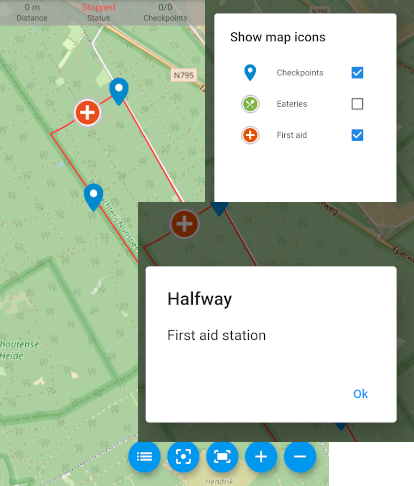 0 m Stopped 0/0
Distance Status Checkpoints
N795
Show map icons
Checkpoints
Eateries
First aid
Halfway
First aid station
Ok
houtense
Heide
Hendrik